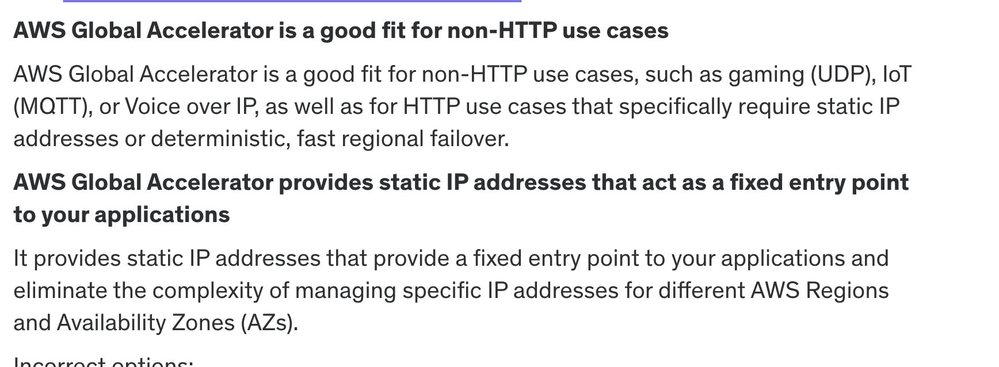 AWS Global Accelerator is a good fit for non-HTTP use cases
AWS Global Accelerator is a good fit for non-HTTP use cases, such as gaming (UDP), IoT
(MQTT), or Voice over IP, as well as for HTTP use cases that specifically require static IP
addresses or deterministic, fast regional failover.
AWS Global Accelerator provides static IP addresses that act as a fixed entry point
to your applications
It provides static IP addresses that provide a fixed entry point to your applications and
eliminate the complexity of managing specific IP addresses for different AWS Regions
and Availability Zones (AZs).
Incorrect options: